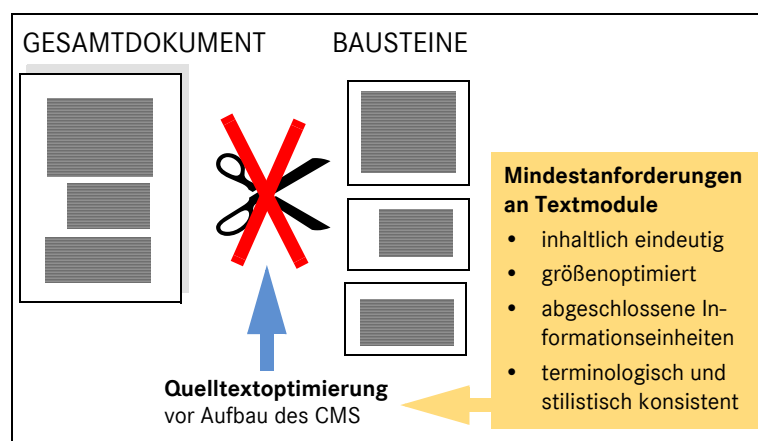 GESAMTDOKUMENT
BAUSTEINE
Mindestanforderungen
an Textmodule
• inhaltlich eindeutig
• größenoptimiert
• abgeschlossene In-
formationseinheiten
• terminologisch und
stilistisch konsistent
Quelltextoptimierung
vor Aufbau des CMS